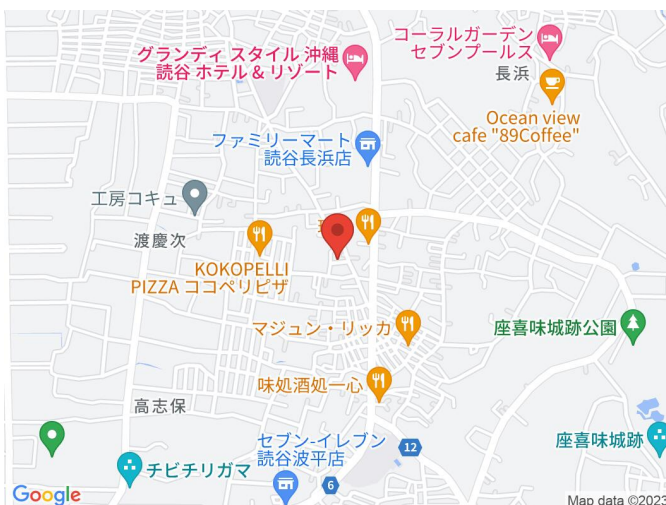 グランディ スタイル 沖縄
読谷 ホテル & リゾート
コーラルガーデン
セブンプールス
長浜
Ocean view
cafe "89Coffee"
ファミリーマート
読谷長浜店
工房コキュ
渡慶次
KOKOPELLI
PIZZA ココペリピザ
マジュン・リッカ
座喜味城跡公園
味処酒処一心
高志保
セブン-イレブン
読谷波平店
12
座喜味城跡
チビチリガマ
6
Google
Map data ©2023